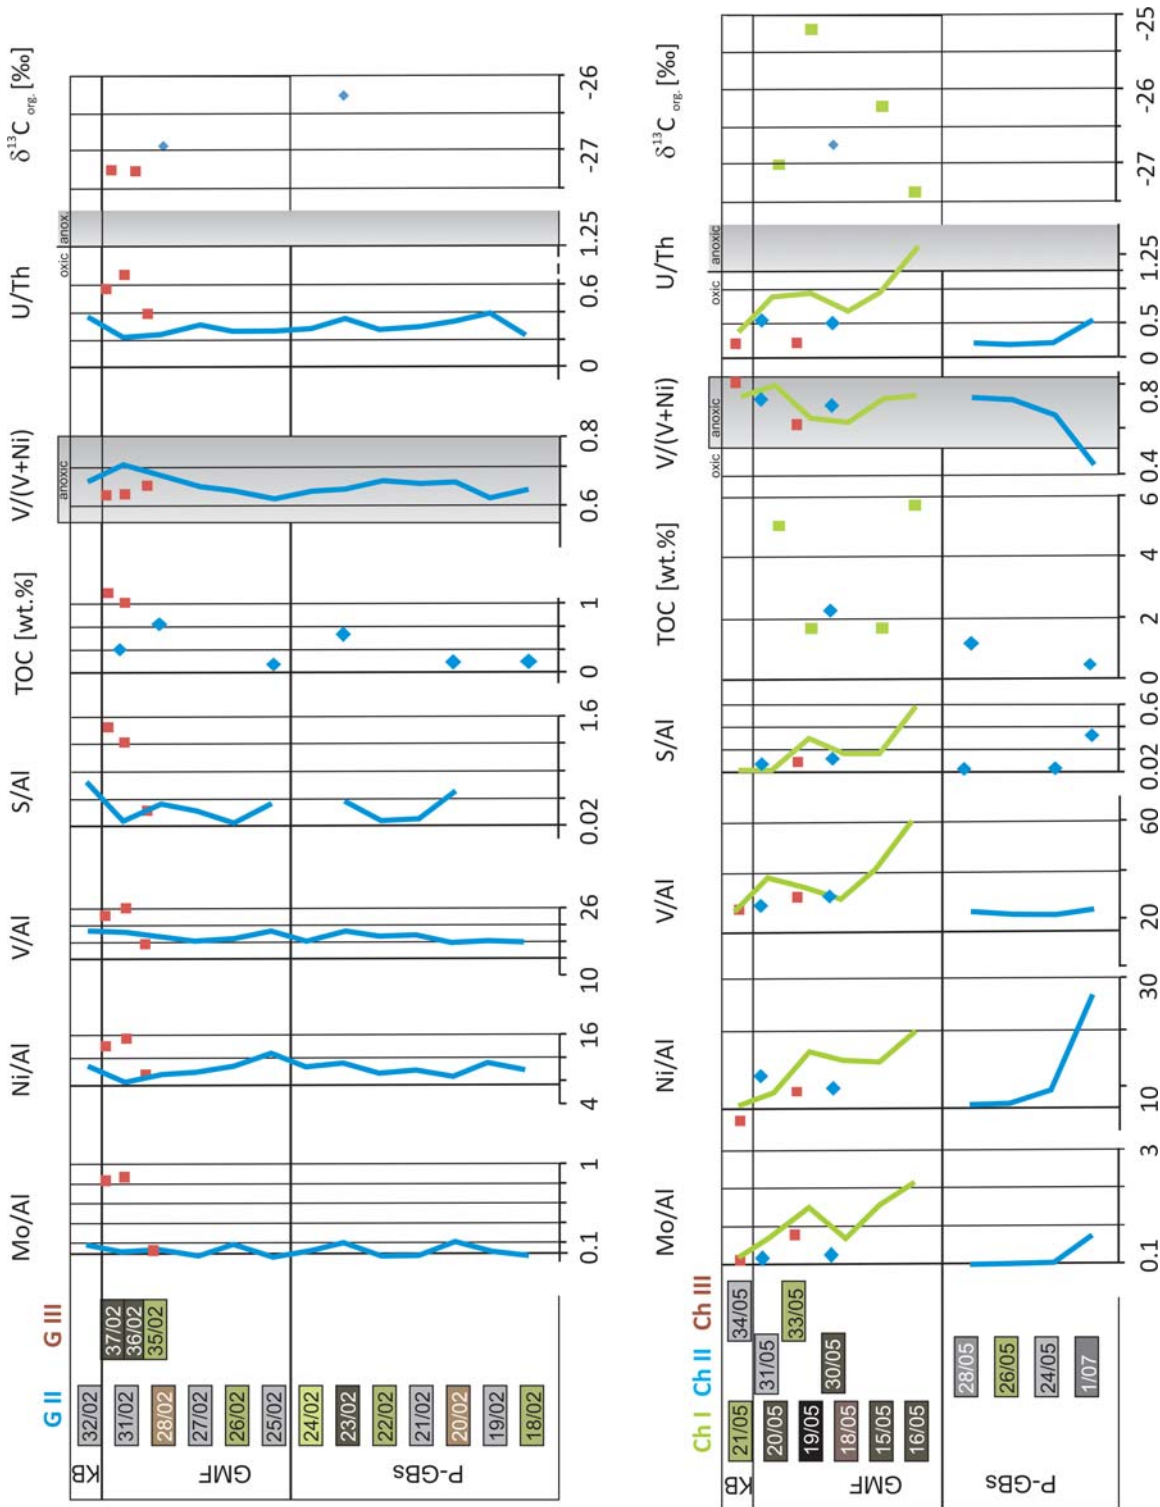 G II G III
KB
GMF
P-GBs
32/02
31/02
28/02
27/02
26/02
25/02
24/02
23/02
22/02
21/02
20/02
19/02
18/02
37/02
36/02
35/02
Mo/Al
0.1 1
Ni/Al
4 16
V/Al
10 26
S/Al
0.02 1.6
TOC [wt.%]
0 1
V/(V+Ni)
anoxic
0.6 0.8
U/Th
oxic anox.
0 0.6 1.25
δ¹³C org. [‰]
-27 -26
Ch I Ch II Ch III
KB
GMF
P-GBs
21/05
20/05
19/05
18/05
15/05
16/05
31/05
30/05
28/05
26/05
24/05
1/07
34/05
33/05
Mo/Al
0.1 3
Ni/Al
10 30
V/Al
20 60
S/Al
0.02 0.6
TOC [wt.%]
0 2 4 6
V/(V+Ni)
oxic anoxic
0.4 0.8
U/Th
oxic anoxic
0 0.5 1.25
δ¹³C org. [‰]
-27 -26 -25